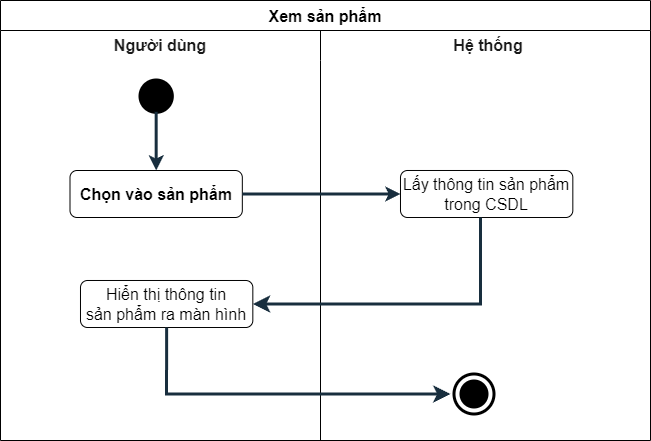 Xem sản phẩm
Người dùng
Hệ thống
Chọn vào sản phẩm
Lấy thông tin sản phẩm
trong CSDL
Hiển thị thông tin
sản phẩm ra màn hình